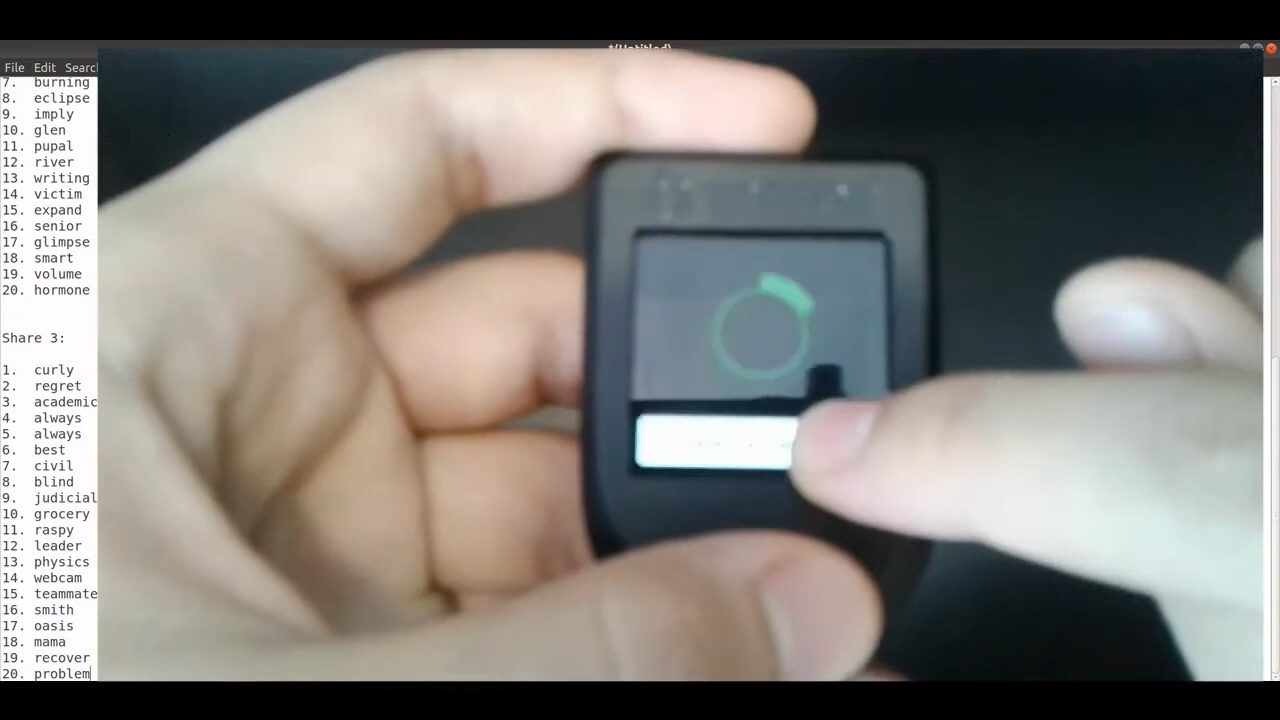 *(Untitled)
File Edit Search
7. burning
8. eclipse
9. imply
10. glen
11. pupal
12. river
13. writing
14. victim
15. expand
16. senior
17. glimpse
18. smart
19. volume
20. hormone
Share 3:
1. curly
2. regret
3. academic
4. always
5. always
6. best
7. civil
8. blind
9. judicial
10. grocery
11. raspy
12. leader
13. physics
14. webcam
15. teammate
16. smith
17. oasis
18. mama
19. recover
20. problem